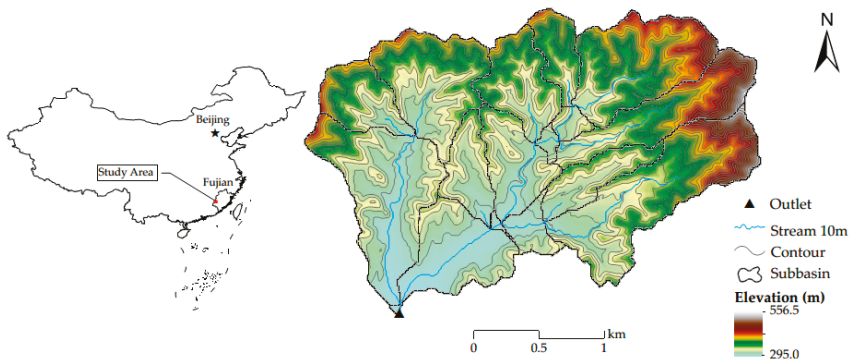 N
Beijing
Study Area
Fujian
Outlet
Stream 10m
Contour
Subbasin
Elevation (m)
556.5
295.0
km
0 0.5 1